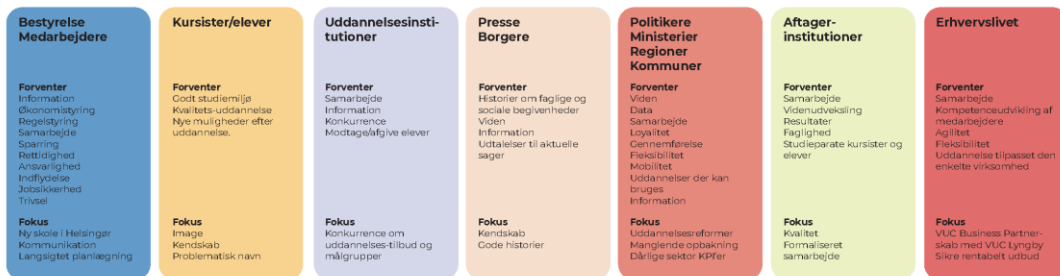 Bestyrelse
Medarbejdere
Forventer
Information
Økonomistyring
Regelstyring
Samarbejde
Sparring
Rettidighed
Ansvarlighed
Indflydelse
Jobsikkerhed
Trivsel
Fokus
Ny skole i Helsingør
Kommunikation
Langsigtet planlægning
Kursister/elever
Forventer
Godt studiemiljø
Kvalitets-uddannelse
Nye muligheder efter
uddannelse.
Fokus
Image
Kendskab
Problematisk navn
Uddannelsesinsti-
tutioner
Forventer
Samarbejde
Information
Konkurrence
Modtage/afgive elever
Fokus
Konkurrence om
uddannelses-tilbud og
målgrupper
Presse
Borgere
Forventer
Historier om faglige og
sociale begivenheder
Viden
Information
Udtalelser til aktuelle
sager
Fokus
Kendskab
Gode historier
Politikere
Ministerier
Regioner
Kommuner
Forventer
Viden
Data
Samarbejde
Loyalitet
Gennemførelse
Fleksibilitet
Mobilitet
Uddannelser der kan
bruges
Information
Fokus
Uddannelsesreformer
Manglende opbakning
Dårlige sektor KPI'er
Aftager-
institutioner
Forventer
Samarbejde
Videnudveksling
Resultater
Faglighed
Studieparate kursister og
elever
Fokus
Kvalitet
Formaliseret
samarbejde
Erhvervslivet
Forventer
Samarbejde
Kompetenceudvikling af
medarbejdere
Agilitet
Fleksibilitet
Uddannelse tilpasset den
enkelte virksomhed
Fokus
VUC Business Partner-
skab med VUC Lyngby
Sikre rentabelt udbud